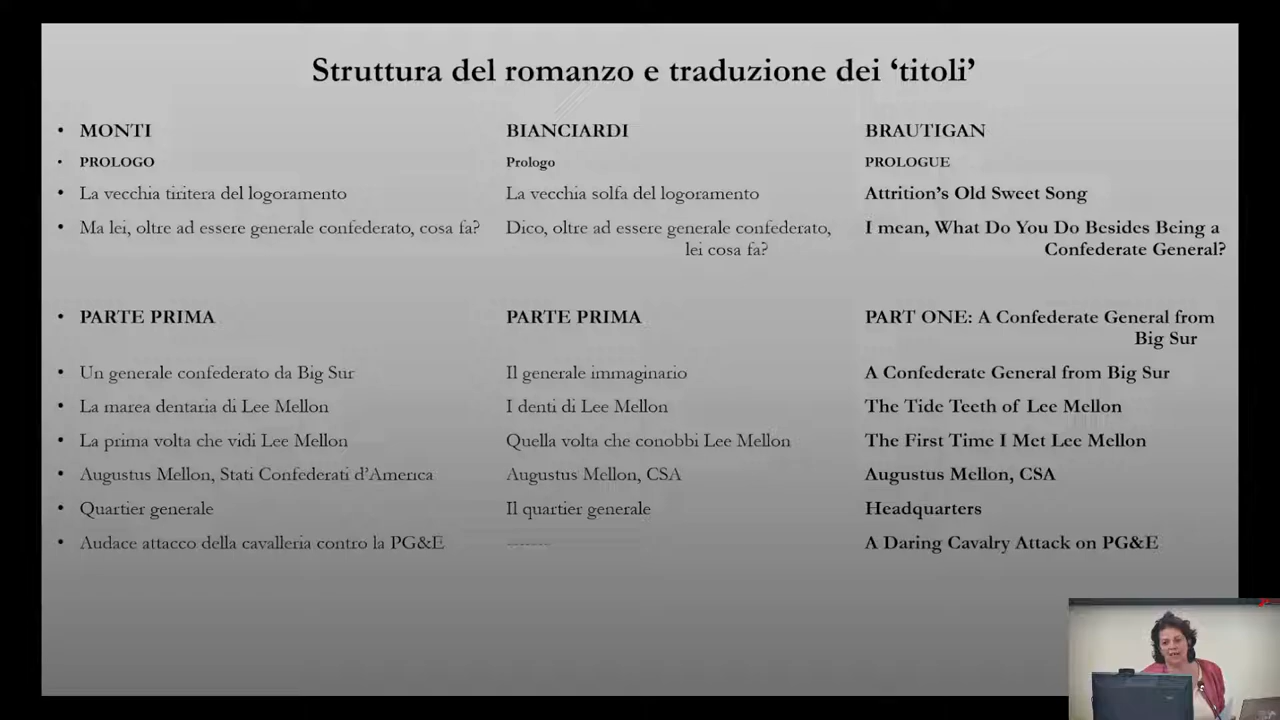 Struttura del romanzo e traduzione dei ‘titoli’
• MONTI BIANCIARDI BRAUTIGAN
• PROLOGO Prologo PROLOGUE
• La vecchia tiritera del logoramento La vecchia solfa del logoramento Attrition’s Old Sweet Song
• Ma lei, oltre ad essere generale confederato, cosa fa? Dico, oltre ad essere generale confederato, I mean, What Do You Do Besides Being a
lei cosa fa? Confederate General?
• PARTE PRIMA PARTE PRIMA PART ONE: A Confederate General from
Big Sur
• Un generale confederato da Big Sur Il generale immaginario A Confederate General from Big Sur
• La marea dentaria di Lee Mellon I denti di Lee Mellon The Tide Teeth of Lee Mellon
• La prima volta che vidi Lee Mellon Quella volta che conobbi Lee Mellon The First Time I Met Lee Mellon
• Augustus Mellon, Stati Confederati d’America Augustus Mellon, CSA Augustus Mellon, CSA
• Quartier generale Il quartier generale Headquarters
• Audace attacco della cavalleria contro la PG&E ------- A Daring Cavalry Attack on PG&E